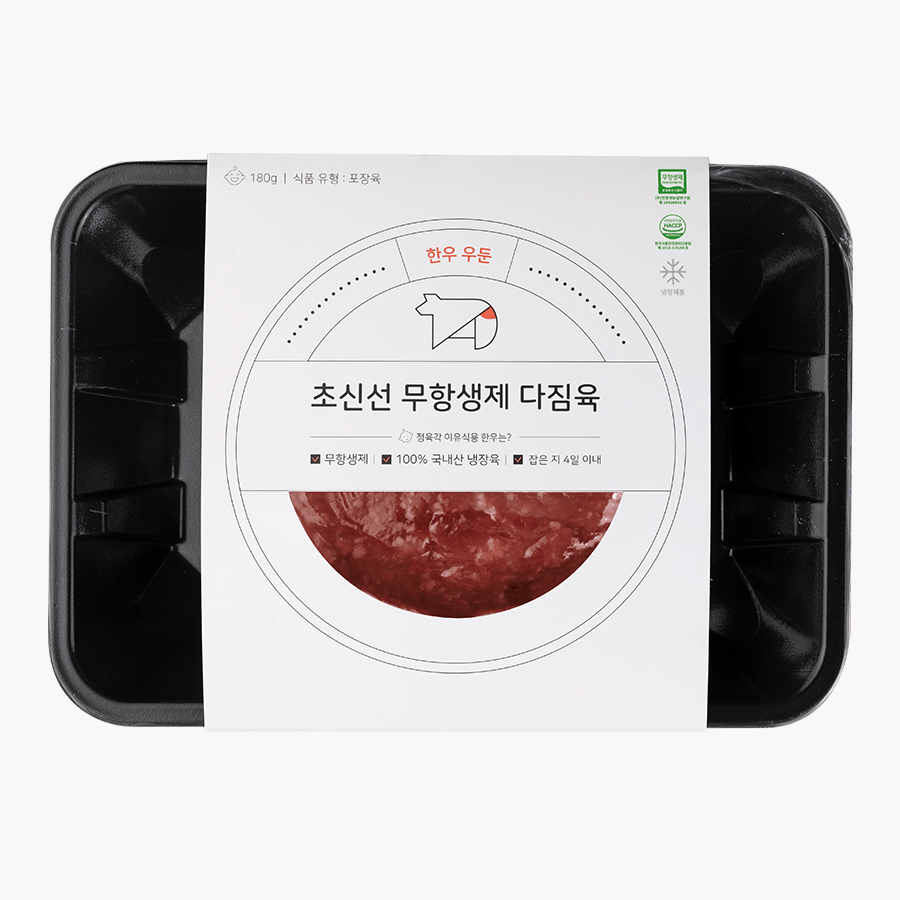 180g | 식품 유형 : 포장육
무항생제
HACCP
냉장제품
한우 우둔
초신선 무항생제 다짐육
정육각 이유식용 한우는?
무항생제 | 100% 국내산 냉장육 | 잡은 지 4일 이내